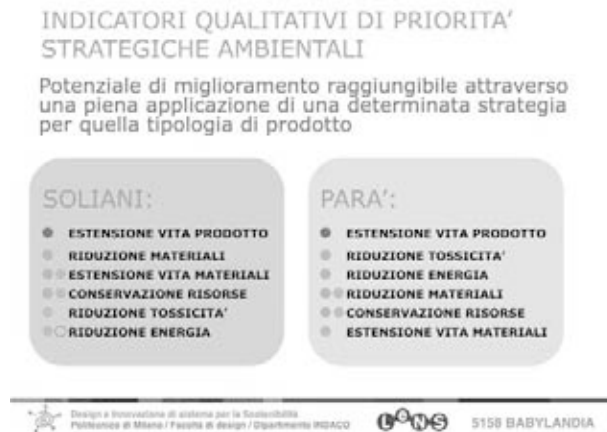 INDICATORI QUALITATIVI DI PRIORITA'
STRATEGICHE AMBIENTALI
Potenziale di miglioramento raggiungibile attraverso
una piena applicazione di una determinata strategia
per quella tipologia di prodotto
SOLIANI:
ESTENSIONE VITA PRODOTTO
RIDUZIONE MATERIALI
ESTENSIONE VITA MATERIALI
CONSERVAZIONE RISORSE
RIDUZIONE TOSSICITA'
RIDUZIONE ENERGIA
PARA':
ESTENSIONE VITA PRODOTTO
RIDUZIONE TOSSICITA'
RIDUZIONE ENERGIA
RIDUZIONE MATERIALI
CONSERVAZIONE RISORSE
ESTENSIONE VITA MATERIALI
Design e Innovazione di sistema per la Sostenibilità
Politecnico di Milano / Facoltà di design / Dipartimento INDACO
LeNS
5158 BABYLANDIA